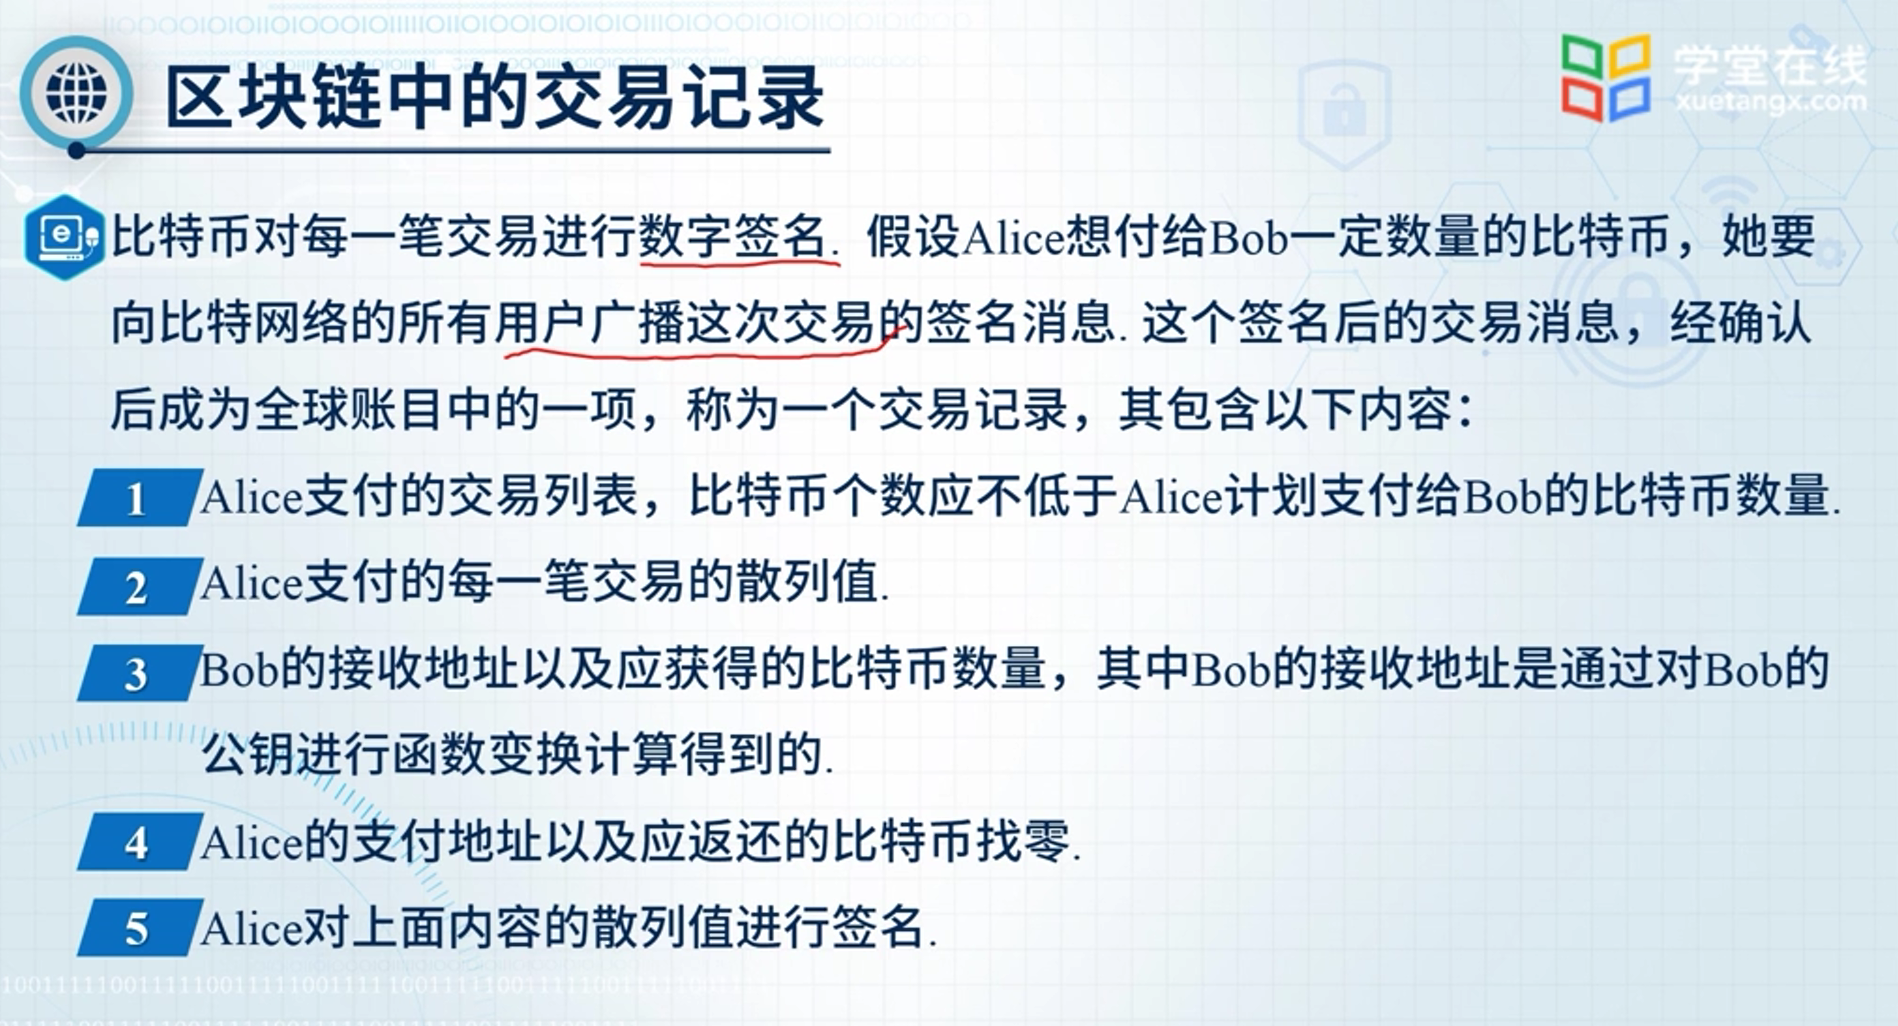 区块链中的交易记录
学堂在线
xuetangx.com
比特币对每一笔交易进行数字签名. 假设Alice想付给Bob一定数量的比特币，她要
向比特网络的所有用户广播这次交易的签名消息. 这个签名后的交易消息，经确认
后成为全球账目中的一项，称为一个交易记录，其包含以下内容：
1 Alice支付的交易列表，比特币个数应不低于Alice计划支付给Bob的比特币数量.
2 Alice支付的每一笔交易的散列值.
3 Bob的接收地址以及应获得的比特币数量，其中Bob的接收地址是通过对Bob的
公钥进行函数变换计算得到的.
4 Alice的支付地址以及应返还的比特币找零.
5 Alice对上面内容的散列值进行签名.